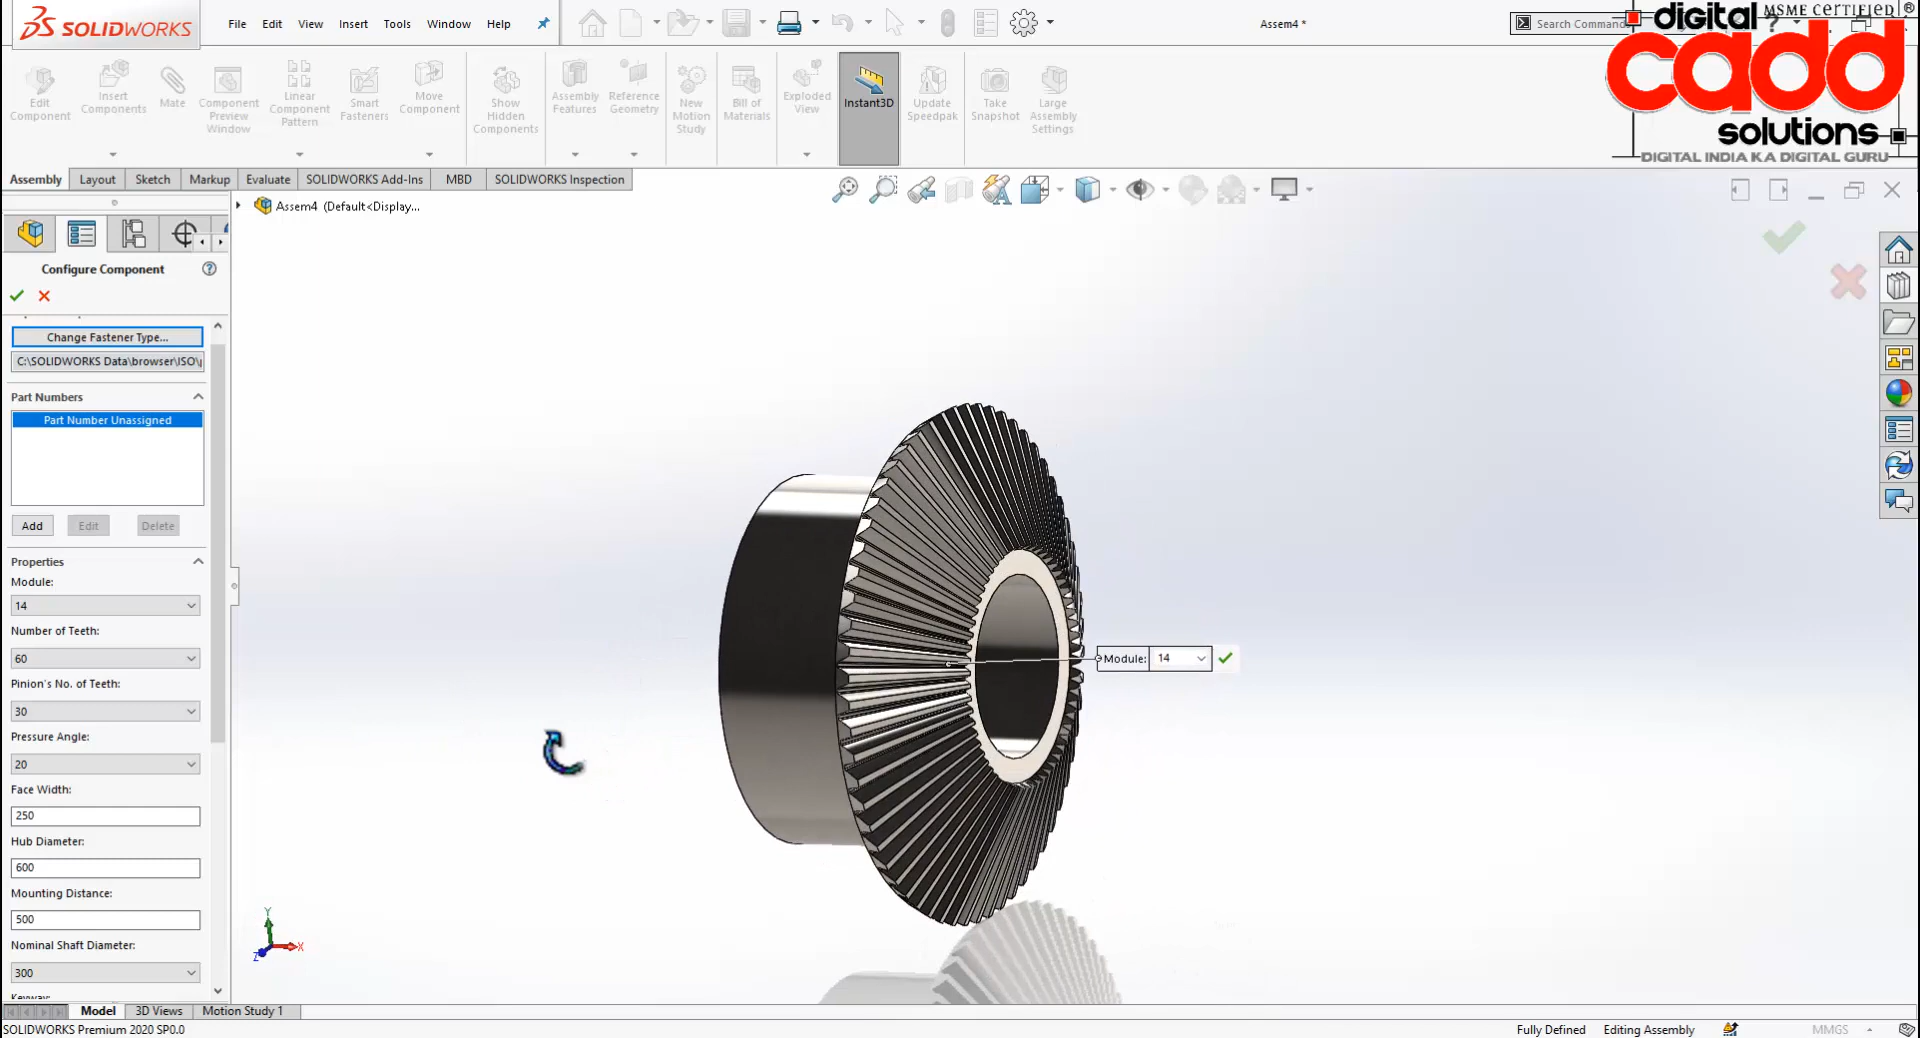 SOLIDWORKS
File Edit View Insert Tools Window Help
Assem4 *
Search Comman
digital
MSME CERTIFIED
®
cadd
solutions
DIGITAL INDIA KA DIGITAL GURU
Edit Component
Insert Components
Mate
Component Preview Window
Linear Component Pattern
Smart Fasteners
Move Component
Show Hidden Components
Assembly Features
Reference Geometry
New Motion Study
Bill of Materials
Exploded View
Instant3D
Update Speedpak
Take Snapshot
Large Assembly Settings
Assembly Layout Sketch Markup Evaluate SOLIDWORKS Add-Ins MBD SOLIDWORKS Inspection
Assem4 (Default<Display...
Configure Component
Change Fastener Type...
C:\SOLIDWORKS Data\browser\ISO\
Part Numbers
Part Number Unassigned
Add Edit Delete
Properties
Module:
14
Number of Teeth:
60
Pinion's No. of Teeth:
30
Pressure Angle:
20
Face Width:
250
Hub Diameter:
600
Mounting Distance:
500
Nominal Shaft Diameter:
300
Keyway:
Module: 14
Y
X
Z
Model 3D Views Motion Study 1
SOLIDWORKS Premium 2020 SP0.0
Fully Defined Editing Assembly MMGS